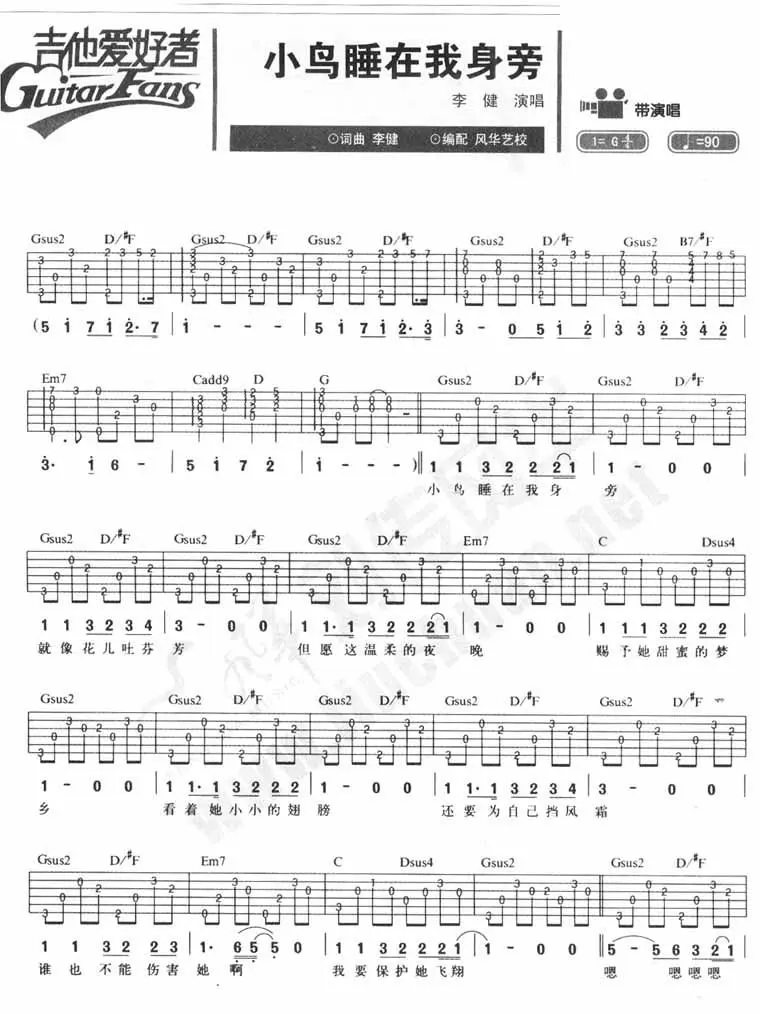 吉他爱好者
Guitar Fans
小鸟睡在我身旁
李健 演唱
⊙词曲 李健 ⊙编配 风华艺校
带演唱
1=G 4/4 ♩=90
Gsus2 D/#F Gsus2 D/#F Gsus2 D/#F Gsus2 D/#F Gsus2 B7/#F
(5 1 7 1 2· 7 | 1 - - - | 5 1 7 1 2· 3 | 3 - 0 5 1 2 | 3 3 2 3 4 2
Em7 Cadd9 D G Gsus2 D/#F Gsus2 D/#F
3· 1 6 - | 5 1 7 2 | 1 - - - )‖ 1 1 3 2 2 2 2 1 | 1 - 0 0
小鸟睡在我身 旁
Gsus2 D/#F Gsus2 D/#F Gsus2 D/#F Em7 C Dsus4
1 1 3 2 3 4 | 3 - 0 0 | 1 1 1 3 2 2 2 2 1 | 1 - 0 0 | 1 1 1 3 2 2 2
就像花儿吐芬 芳 但愿这温柔的夜 晚 赐予她甜蜜的梦
Gsus2 Gsus2 D/#F Gsus2 D/#F Gsus2 D/#F Gsus2 D/#F
1 - 0 0 | 1 1· 1 3 2 2 2 | 1 - 0 0 | 1 1· 1 3 2 3 4 | 3 - 0 0
乡 看着她小小的翅 膀 还要为自己挡风 霜
Gsus2 D/#F Em7 C Dsus4 Gsus2 Gsus2 D/#F
1 1 3 2 2 3 | 1· 6 5 5 0 | 1 1 3 2 2 2 2 1 | 1 - 0 0 ‖ 5 - 5 6 3 2 1
谁也不能伤害 她啊 我要保护她飞翔 嗯 嗯嗯嗯